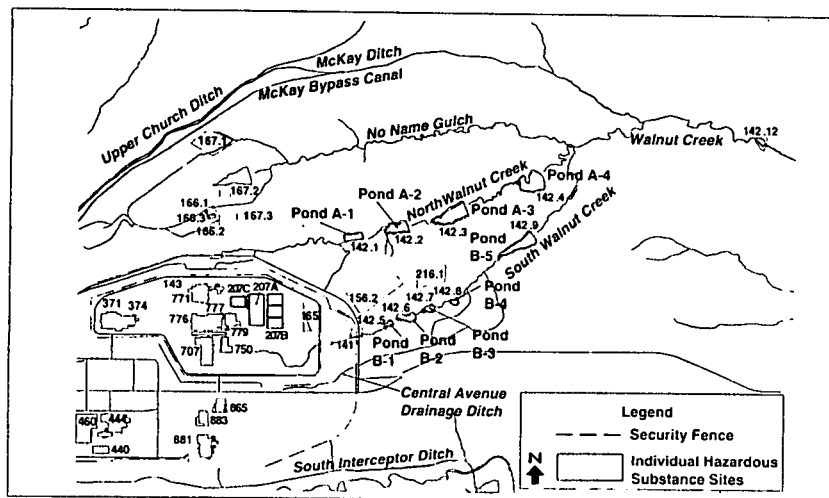 McKay Ditch
McKay Bypass Canal
Upper Church Ditch
No Name Gulch
Walnut Creek
142.12
167.1
167.2
166.1
166.3
167.3
166.2
Pond A-1
142.1
Pond A-2
142.2
North Walnut Creek
Pond A-3
142.3
Pond A-4
142.4
142.9
Pond
B-5
South Walnut Creek
216.1
156.2
142.5
142.6
142.7
142.8
Pond
B-4
Pond
B-1
Pond
B-2
Pond
B-3
141
143
771
777
207C
207A
207B
165
371
374
776
779
707
750
865
883
881
460
444
440
Central Avenue
Drainage Ditch
South Interceptor Ditch
Legend
Security Fence
N
Individual Hazardous
Substance Sites